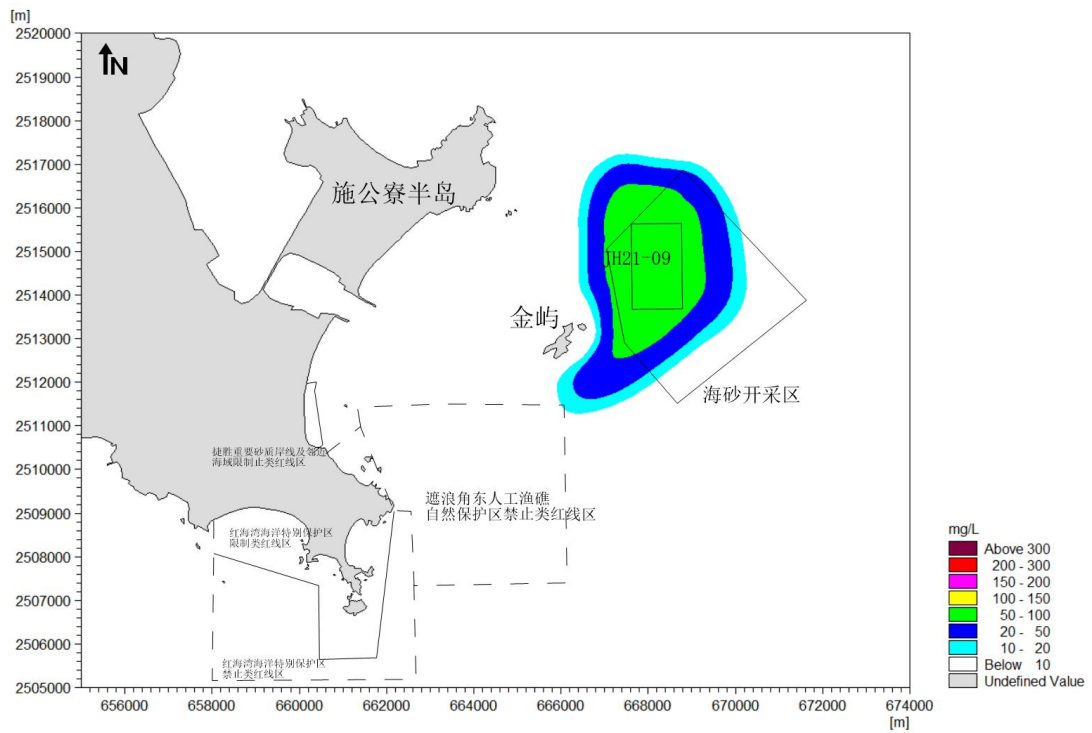 [m]
2520000
N
2519000
2518000
2517000
施公寮半岛
2516000
2515000
JH21-09
2514000
金屿
2513000
2512000
海砂开采区
2511000
捷胜重要砂质岸线及邻近
海域限制止类红线区
2510000
遮浪角东人工渔礁
自然保护区禁止类红线区
2509000
红海湾海洋特别保护区
限制类红线区
2508000
2507000
2506000
红海湾海洋特别保护区
禁止类红线区
2505000
656000 658000 660000 662000 664000 666000 668000 670000 672000 674000
[m]
mg/L
Above 300
200 - 300
150 - 200
100 - 150
50 - 100
20 - 50
10 - 20
Below 10
Undefined Value